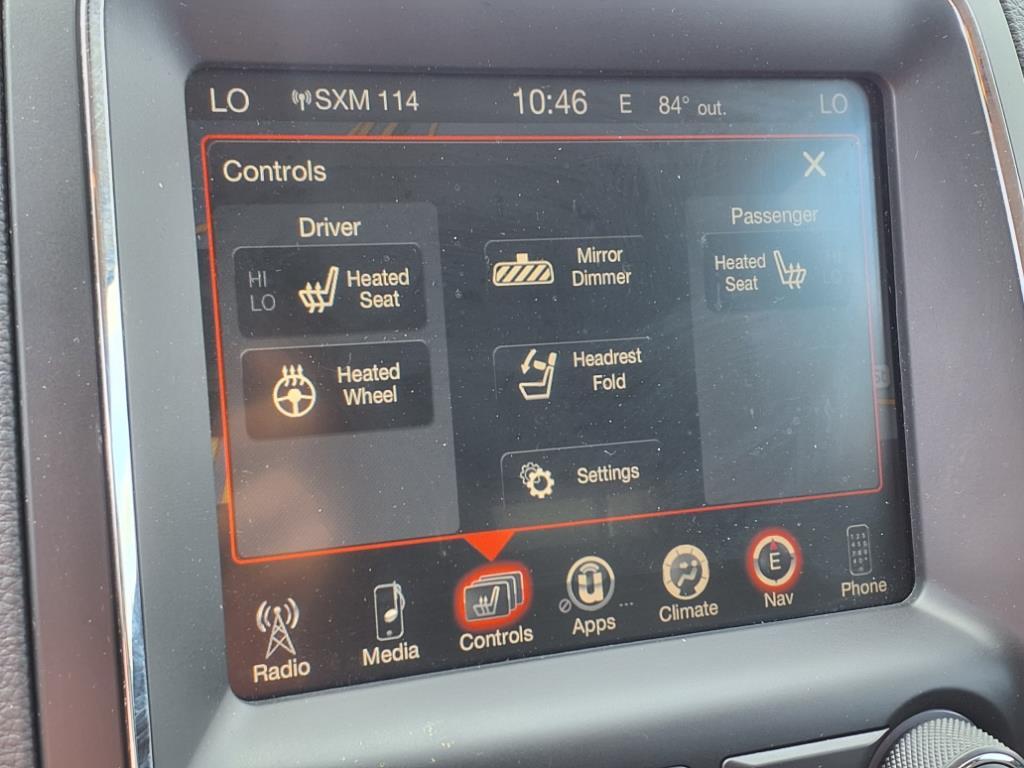 LO SXM 114 10:46 E 84° out. LO
Controls X
Driver
HI
LO
Heated
Seat
Heated
Wheel
Mirror
Dimmer
Headrest
Fold
Settings
Passenger
Heated
Seat
Radio
Media
Controls
Apps
Climate
E
Nav
Phone